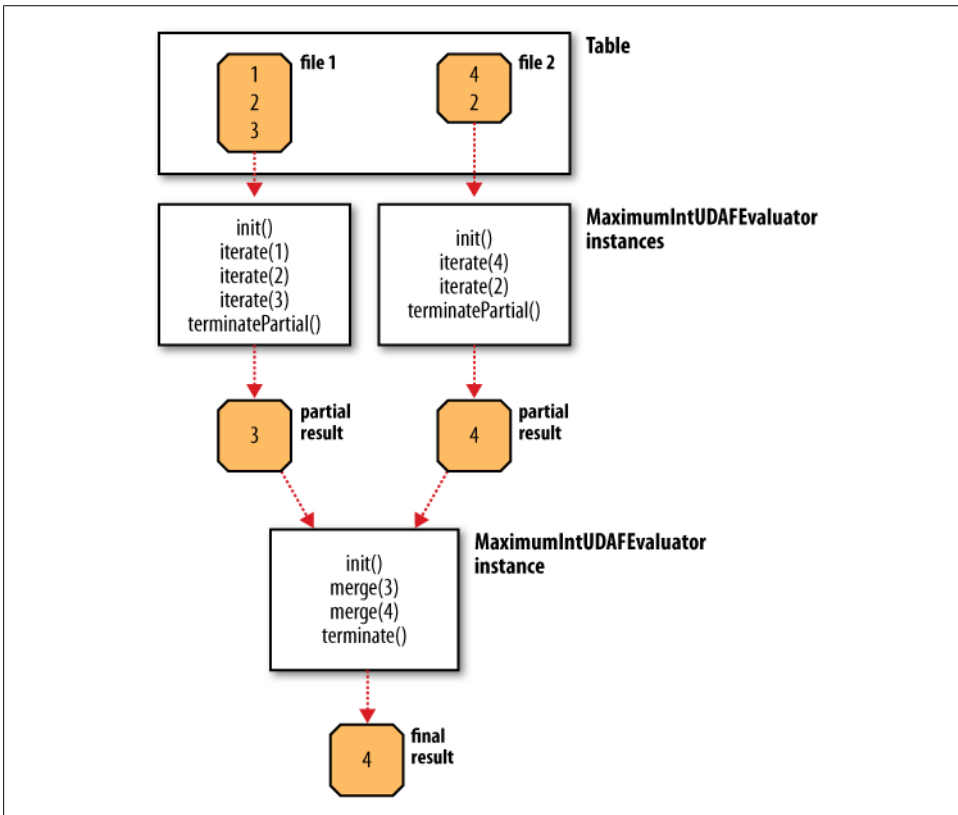 Table
file 1
1
2
3
file 2
4
2
MaximumIntUDAFEvaluator
instances
init()
iterate(1)
iterate(2)
iterate(3)
terminatePartial()
init()
iterate(4)
iterate(2)
terminatePartial()
3
partial
result
4
partial
result
MaximumIntUDAFEvaluator
instance
init()
merge(3)
merge(4)
terminate()
4
final
result